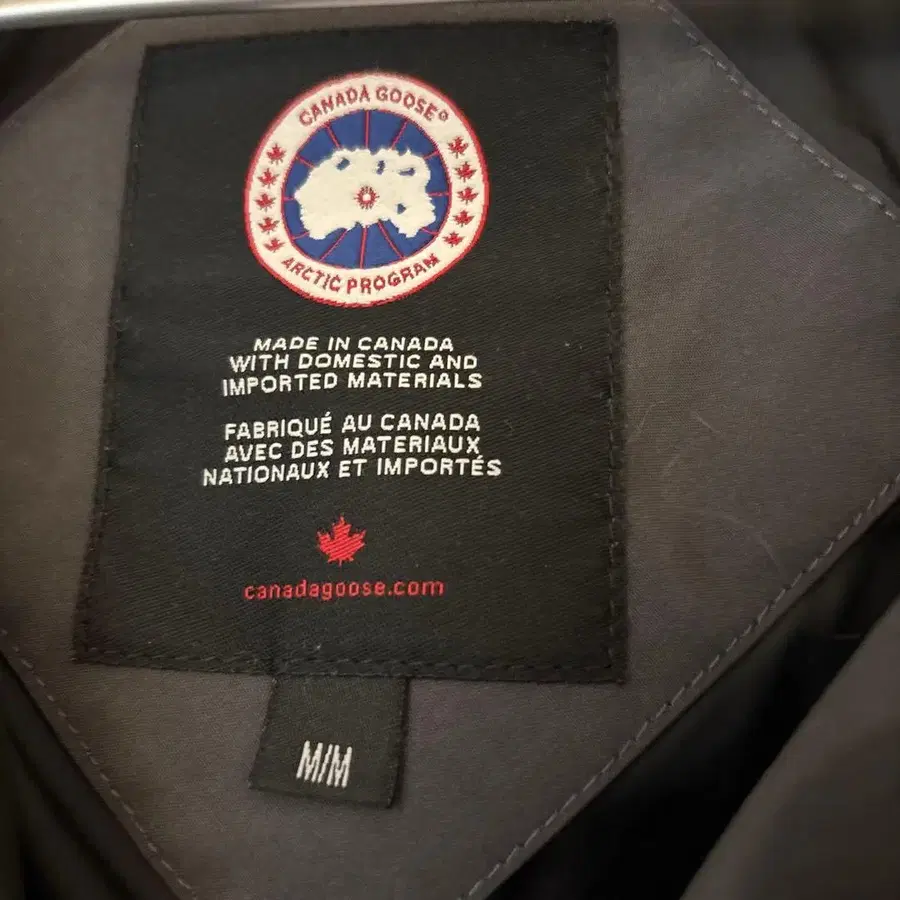 CANADA GOOSE®
ARCTIC PROGRAM
MADE IN CANADA
WITH DOMESTIC AND
IMPORTED MATERIALS
FABRIQUÉ AU CANADA
AVEC DES MATERIAUX
NATIONAUX ET IMPORTÉS
canadagoose.com
M/M